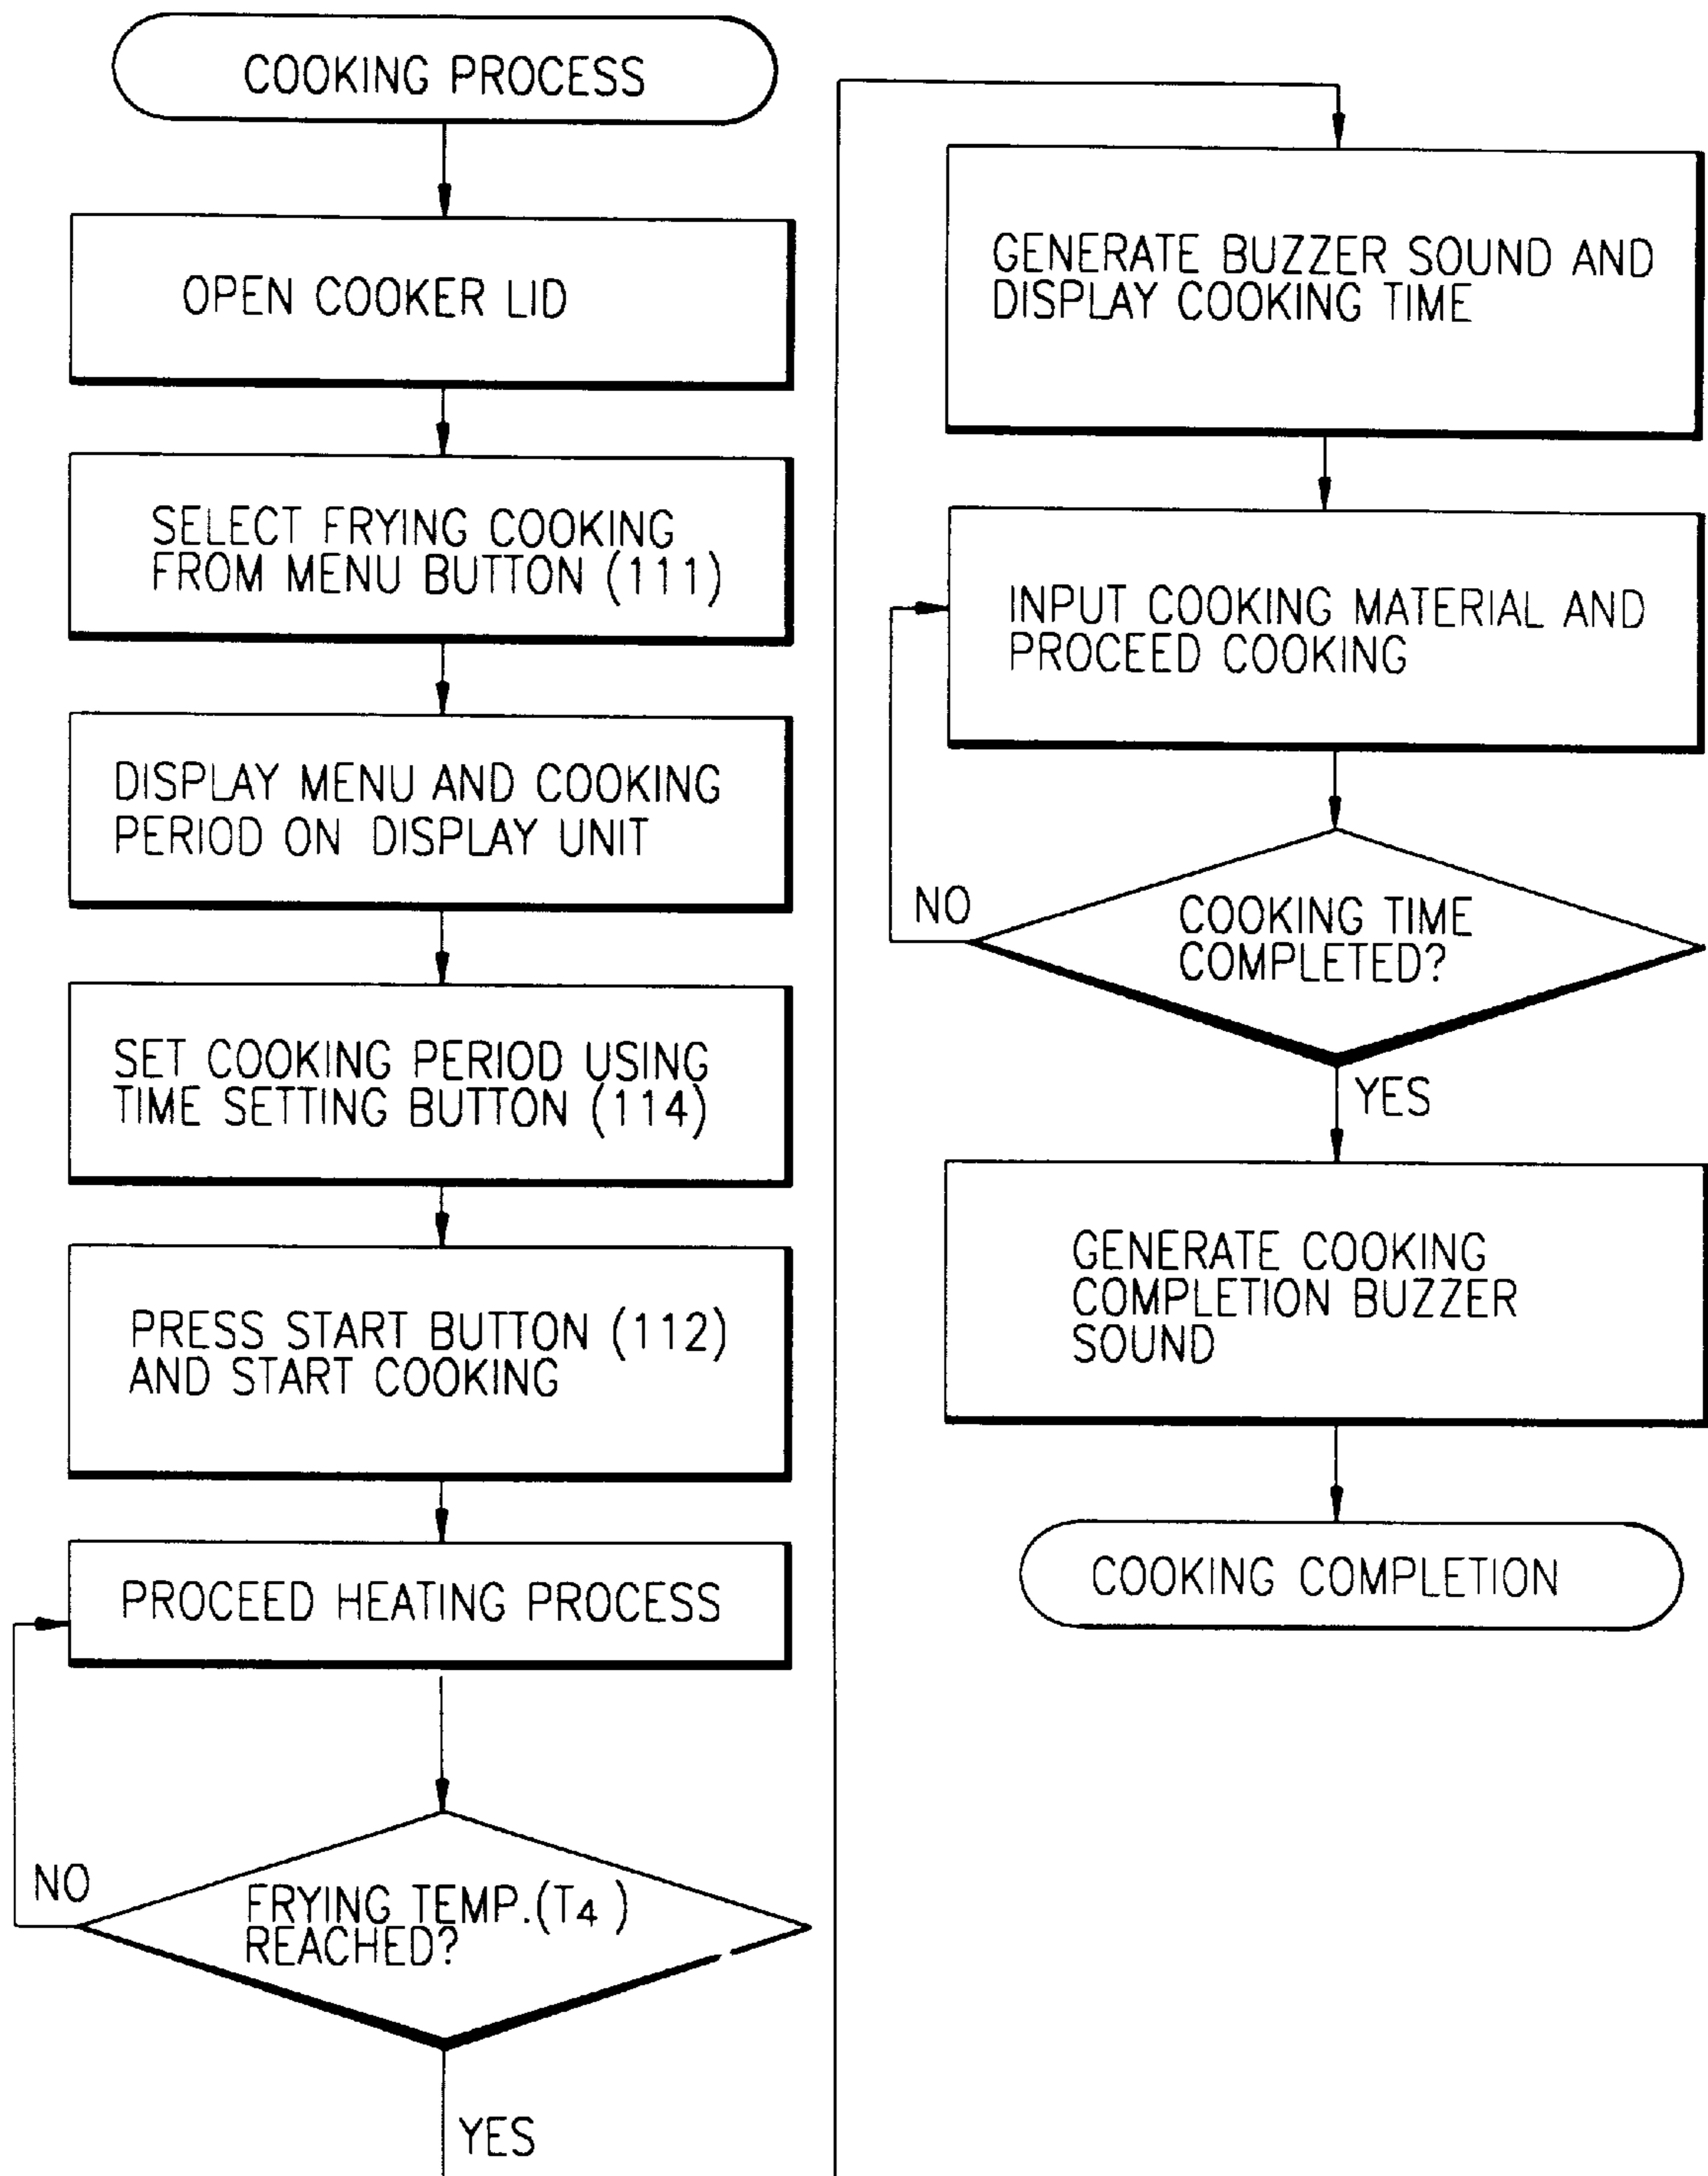 COOKING PROCESS
OPEN COOKER LID
SELECT FRYING COOKING
FROM MENU BUTTON (111)
DISPLAY MENU AND COOKING
PERIOD ON DISPLAY UNIT
SET COOKING PERIOD USING
TIME SETTING BUTTON (114)
PRESS START BUTTON (112)
AND START COOKING
PROCEED HEATING PROCESS
NO
FRYING TEMP.(T4)
REACHED?
YES
GENERATE BUZZER SOUND AND
DISPLAY COOKING TIME
INPUT COOKING MATERIAL AND
PROCEED COOKING
NO
COOKING TIME
COMPLETED?
YES
GENERATE COOKING
COMPLETION BUZZER
SOUND
COOKING COMPLETION